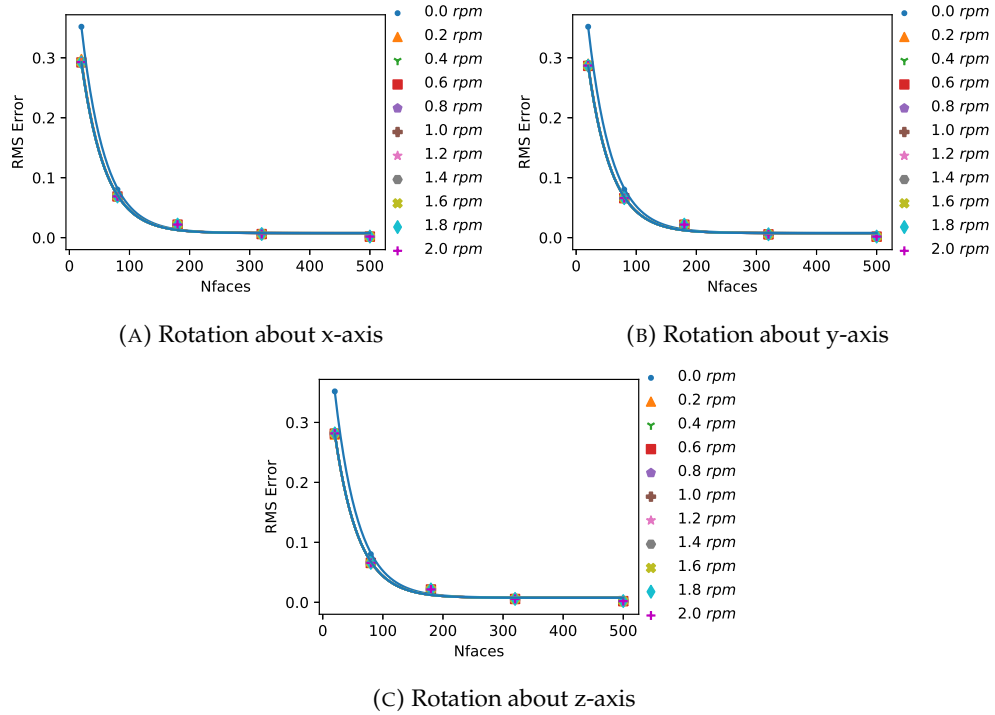 0.0 rpm
0.2 rpm
0.4 rpm
0.6 rpm
0.8 rpm
1.0 rpm
1.2 rpm
1.4 rpm
1.6 rpm
1.8 rpm
2.0 rpm
0.3
0.2
0.1
0.0
RMS Error
0 100 200 300 400 500
Nfaces
(A) Rotation about x-axis
0.0 rpm
0.2 rpm
0.4 rpm
0.6 rpm
0.8 rpm
1.0 rpm
1.2 rpm
1.4 rpm
1.6 rpm
1.8 rpm
2.0 rpm
0.3
0.2
0.1
0.0
RMS Error
0 100 200 300 400 500
Nfaces
(B) Rotation about y-axis
0.0 rpm
0.2 rpm
0.4 rpm
0.6 rpm
0.8 rpm
1.0 rpm
1.2 rpm
1.4 rpm
1.6 rpm
1.8 rpm
2.0 rpm
0.3
0.2
0.1
0.0
RMS Error
0 100 200 300 400 500
Nfaces
(C) Rotation about z-axis